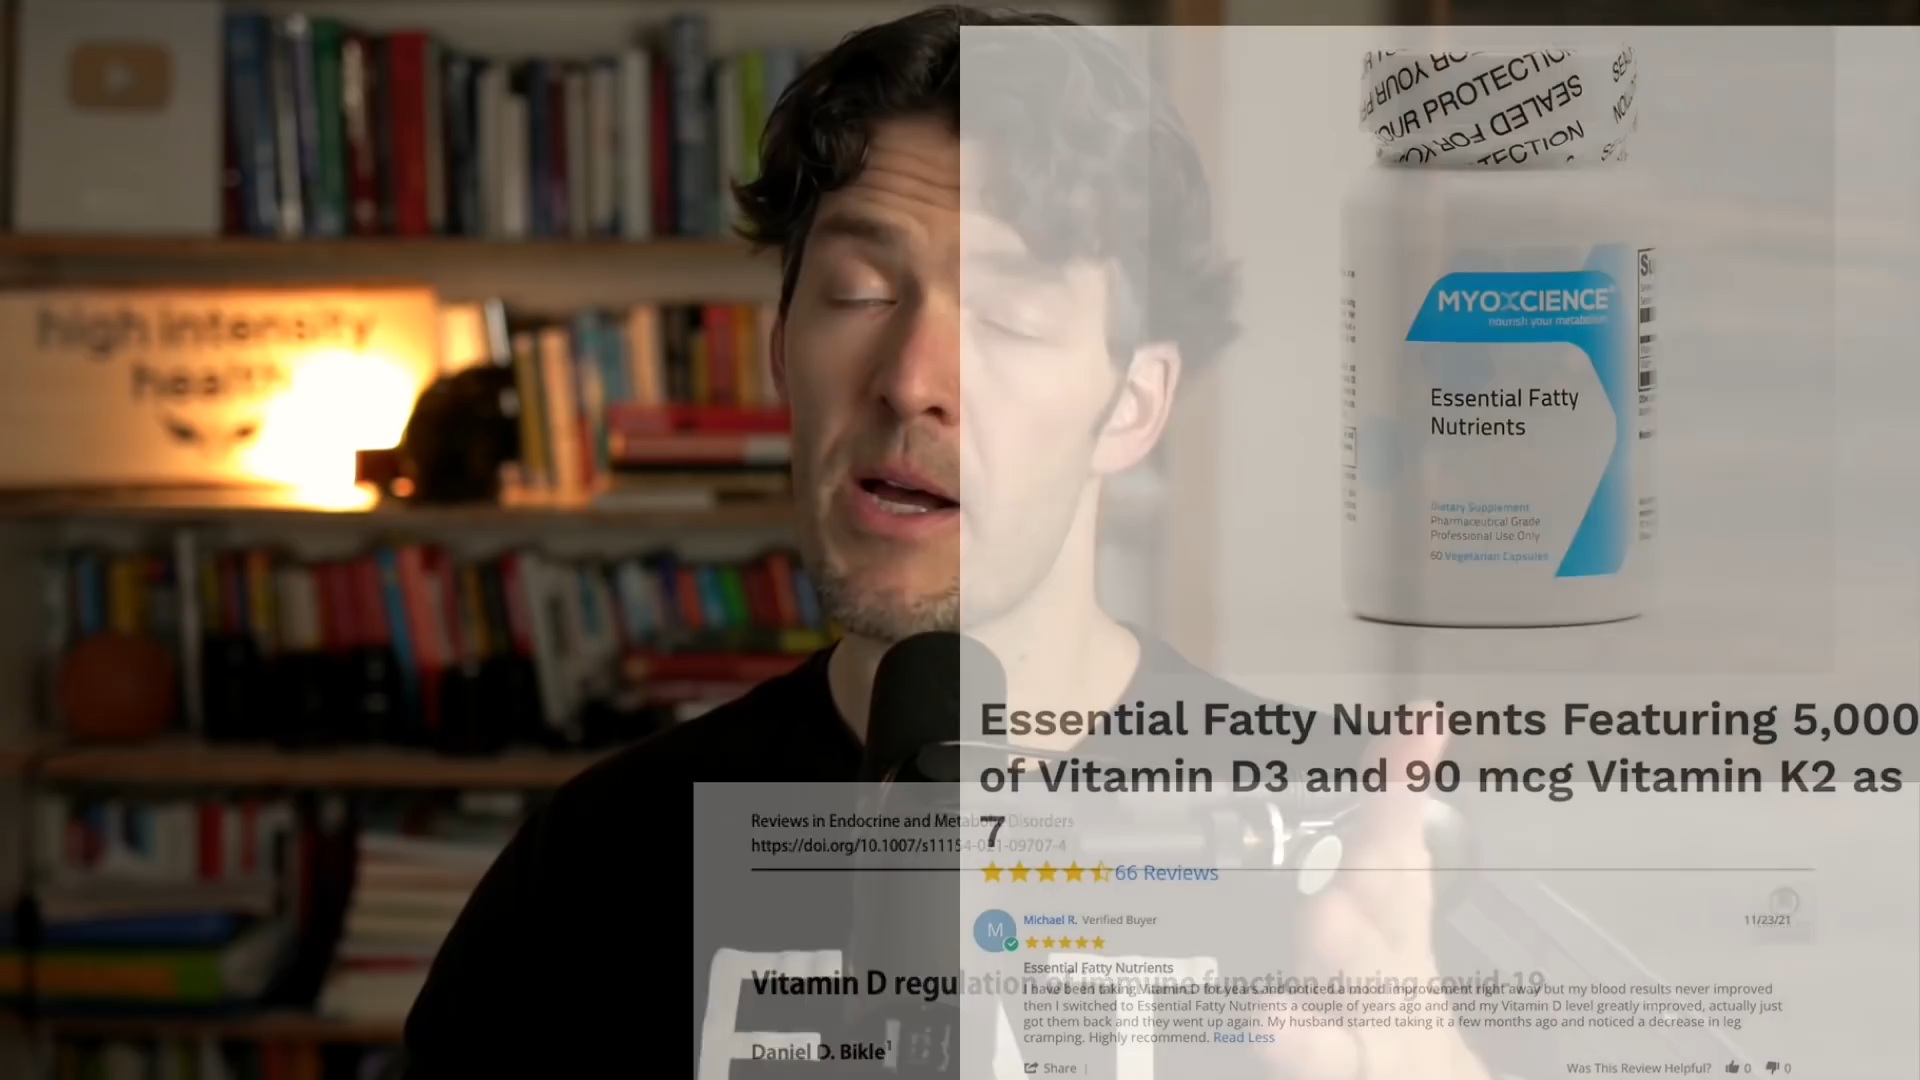 high intensity
health
YOUR PROTECTION
SEALED FOR
MYOXCIENCE
nourish your metabolism
Essential Fatty
Nutrients
Dietary Supplement
Pharmaceutical Grade
Professional Use Only
60 Vegetarian Capsules
Essential Fatty Nutrients Featuring 5,000
of Vitamin D3 and 90 mcg Vitamin K2 as
7
66 Reviews
Reviews in Endocrine and Metabolic Disorders
https://doi.org/10.1007/s11154-021-09707-4
M
Michael R. Verified Buyer
11/23/21
Essential Fatty Nutrients
I have been taking Vitamin D for years and noticed a mood improvement right away but my blood results never improved
then I switched to Essential Fatty Nutrients a couple of years ago and and my Vitamin D level greatly improved, actually just
got them back and they went up again. My husband started taking it a few months ago and noticed a decrease in leg
cramping. Highly recommend. Read Less
Share |
Was This Review Helpful? 0 0
Vitamin D regulation of immune function during covid-19
Daniel D. Bikle1